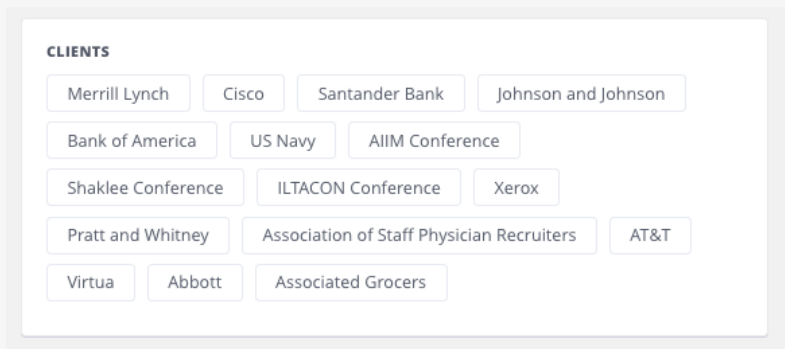 CLIENTS
Merrill Lynch Cisco Santander Bank Johnson and Johnson
Bank of America US Navy AIIM Conference
Shaklee Conference ILTACON Conference Xerox
Pratt and Whitney Association of Staff Physician Recruiters AT&T
Virtua Abbott Associated Grocers